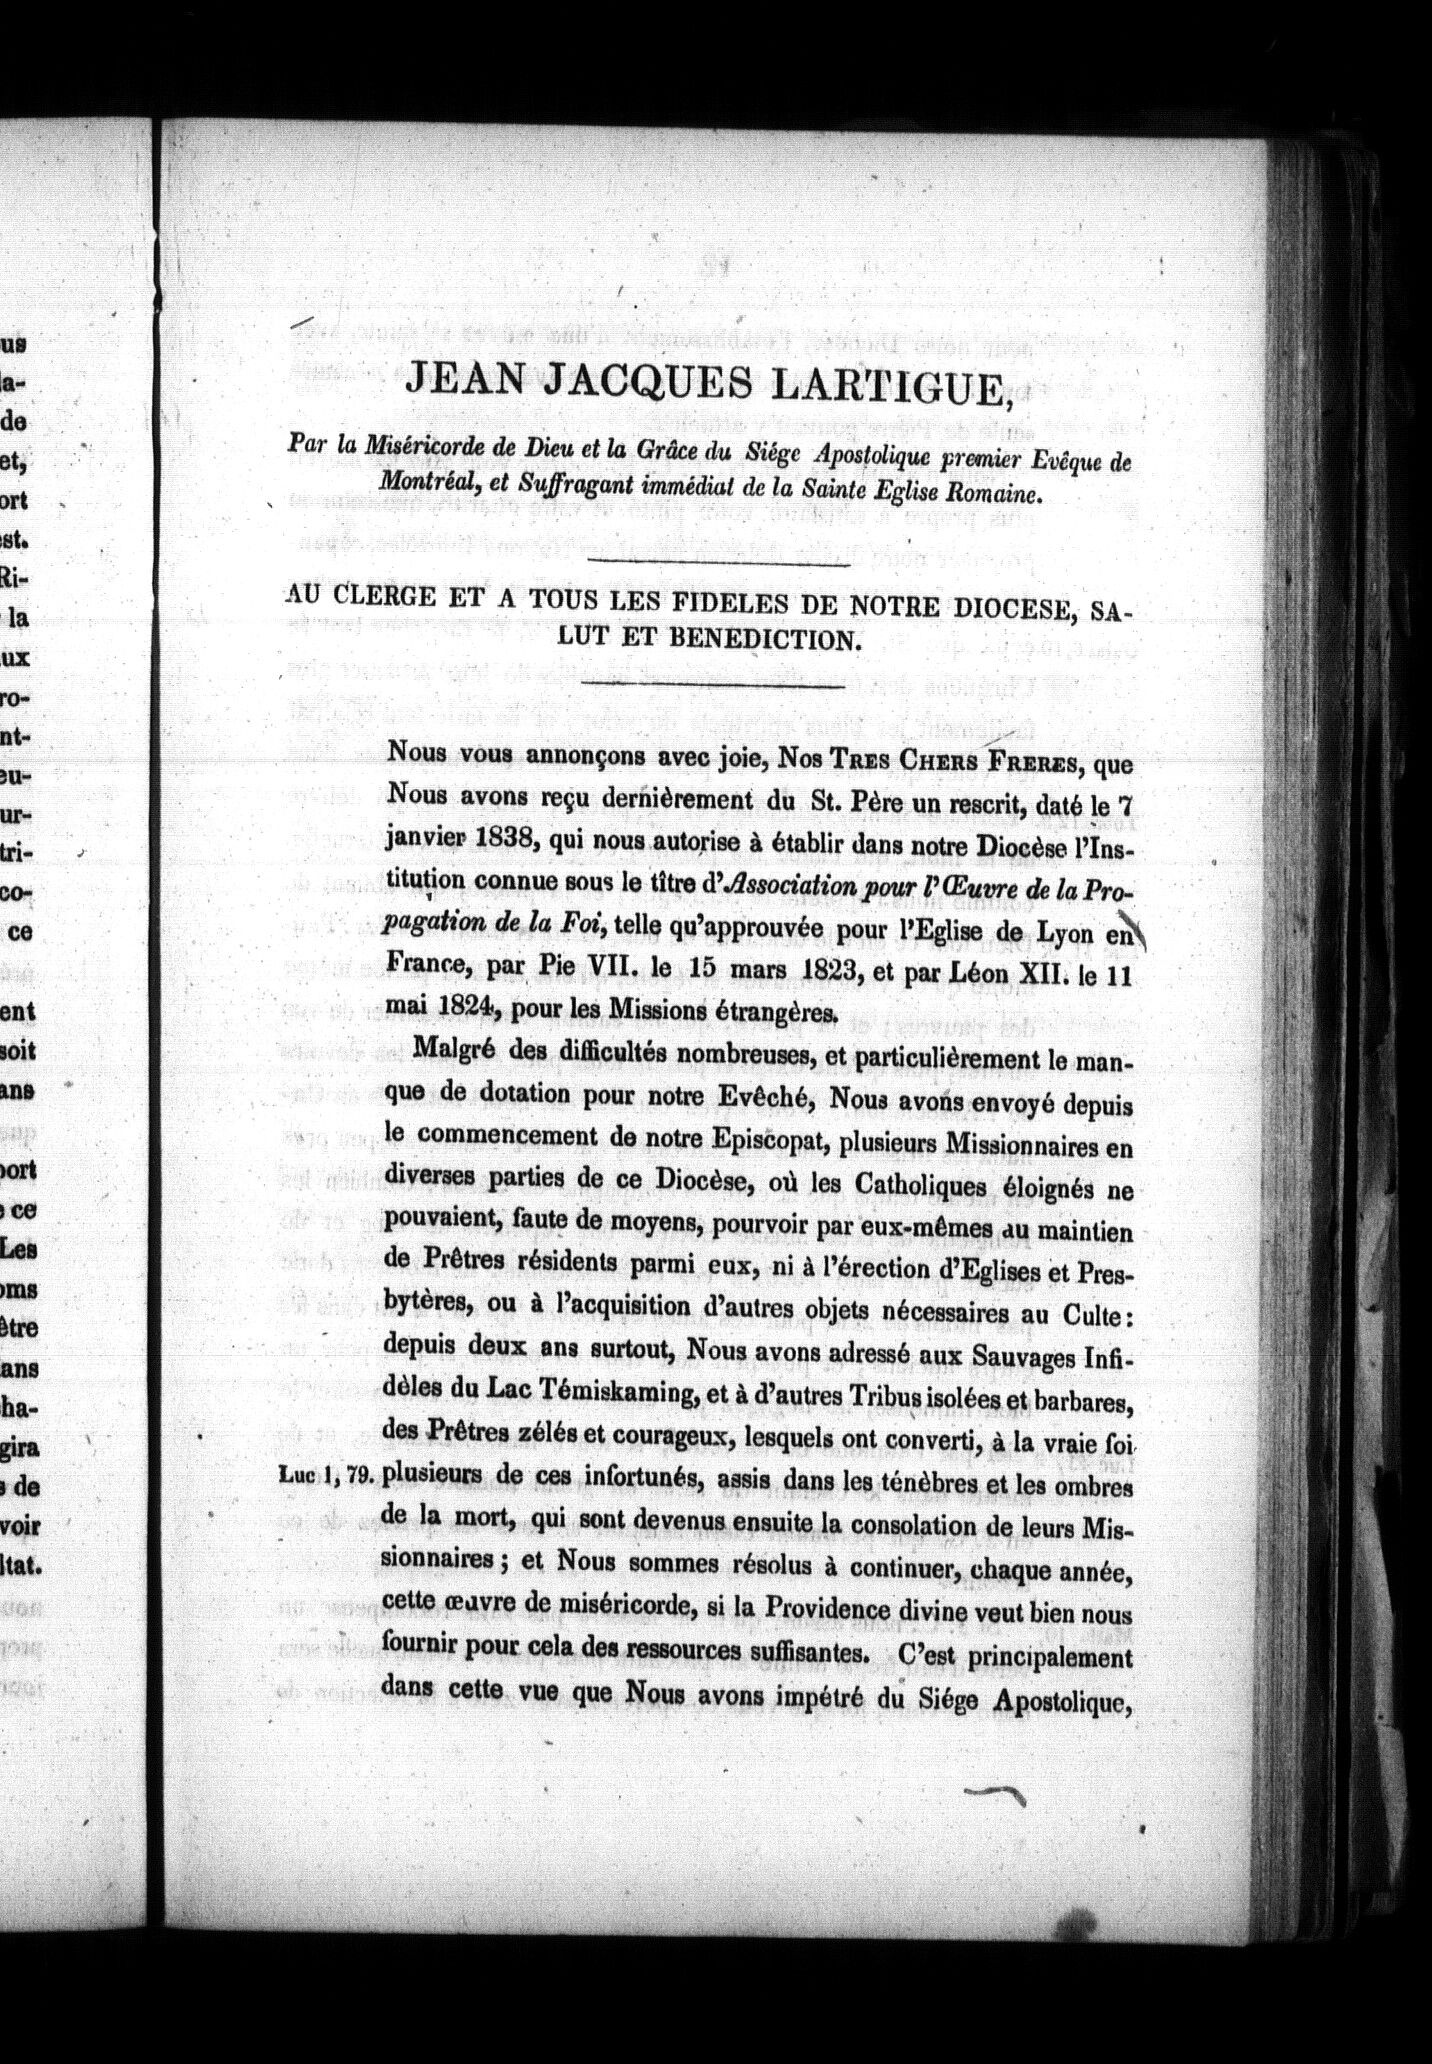 JEAN JACQUES LARTIGUE,
Par la Miséricorde de Dieu et la Grâce du Siége Apostolique premier Evêque de
Montréal, et Suffragant immédiat de la Sainte Eglise Romaine.
AU CLERGE ET A TOUS LES FIDELES DE NOTRE DIOCESE, SA-
LUT ET BENEDICTION.
Nous vous annonçons avec joie, NOS TRES CHERS FRERES, que
Nous avons reçu dernièrement du St. Père un rescrit, daté le 7
janvier 1838, qui nous autorise à établir dans notre Diocèse l'Ins-
titution connue sous le tître d'Association pour l'Œuvre de la Pro-
pagation de la Foi, telle qu'approuvée pour l'Eglise de Lyon en
France, par Pie VII. le 15 mars 1823, et par Léon XII. le 11
mai 1824, pour les Missions étrangères.
Malgré des difficultés nombreuses, et particulièrement le man-
que de dotation pour notre Evêché, Nous avons envoyé depuis
le commencement de notre Episcopat, plusieurs Missionnaires en
diverses parties de ce Diocèse, où les Catholiques éloignés ne
pouvaient, faute de moyens, pourvoir par eux-mêmes au maintien
de Prêtres résidents parmi eux, ni à l'érection d'Eglises et Pres-
bytères, ou à l'acquisition d'autres objets nécessaires au Culte:
depuis deux ans surtout, Nous avons adressé aux Sauvages Infi-
dèles du Lac Témiskaming, et à d'autres Tribus isolées et barbares,
des Prêtres zélés et courageux, lesquels ont converti, à la vraie foi
Luc 1, 79. plusieurs de ces infortunés, assis dans les ténèbres et les ombres
de la mort, qui sont devenus ensuite la consolation de leurs Mis-
sionnaires; et Nous sommes résolus à continuer, chaque année,
cette œuvre de miséricorde, si la Providence divine veut bien nous
fournir pour cela des ressources suffisantes. C'est principalement
dans cette vue que Nous avons impétré du Siége Apostolique,